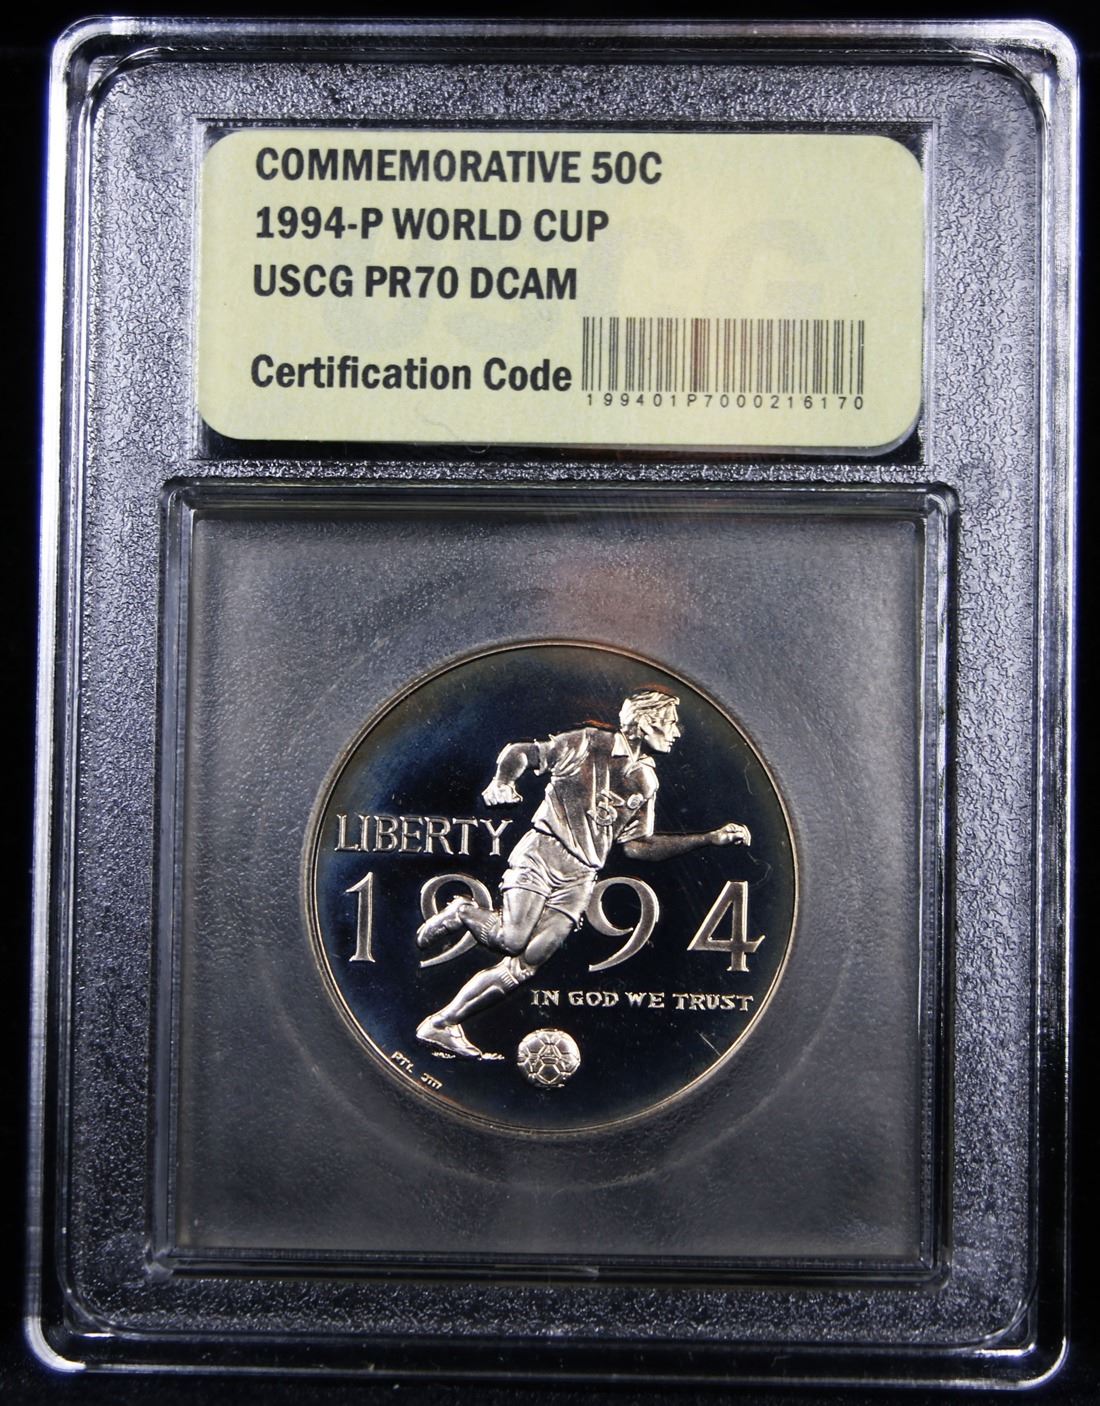 COMMEMORATIVE 50C
1994-P WORLD CUP
USCG PR70 DCAM
Certification Code
199401P7000216170
LIBERTY
1994
IN GOD WE TRUST